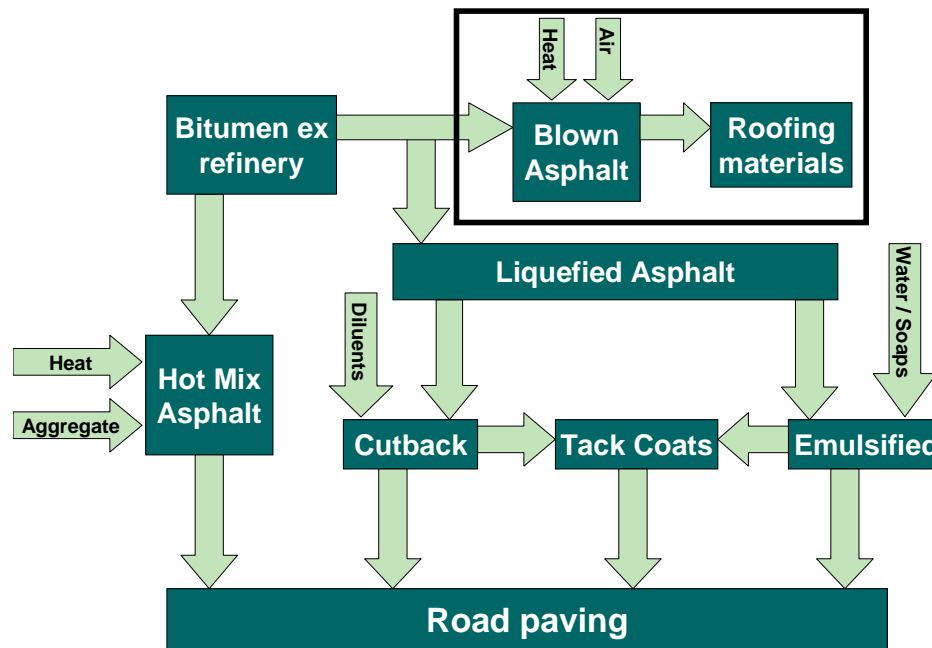 Heat
Air
Bitumen ex
refinery
Blown
Asphalt
Roofing
materials
Liquefied Asphalt
Water / Soaps
Diluents
Heat
Aggregate
Hot Mix
Asphalt
Cutback
Tack Coats
Emulsified
Road paving